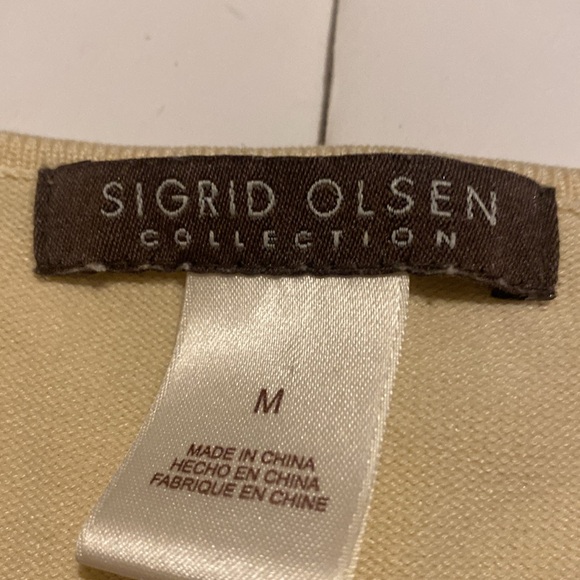 SIGRID OLSEN
COLLECTION
M
MADE IN CHINA
HECHO EN CHINA
FABRIQUE EN CHINE